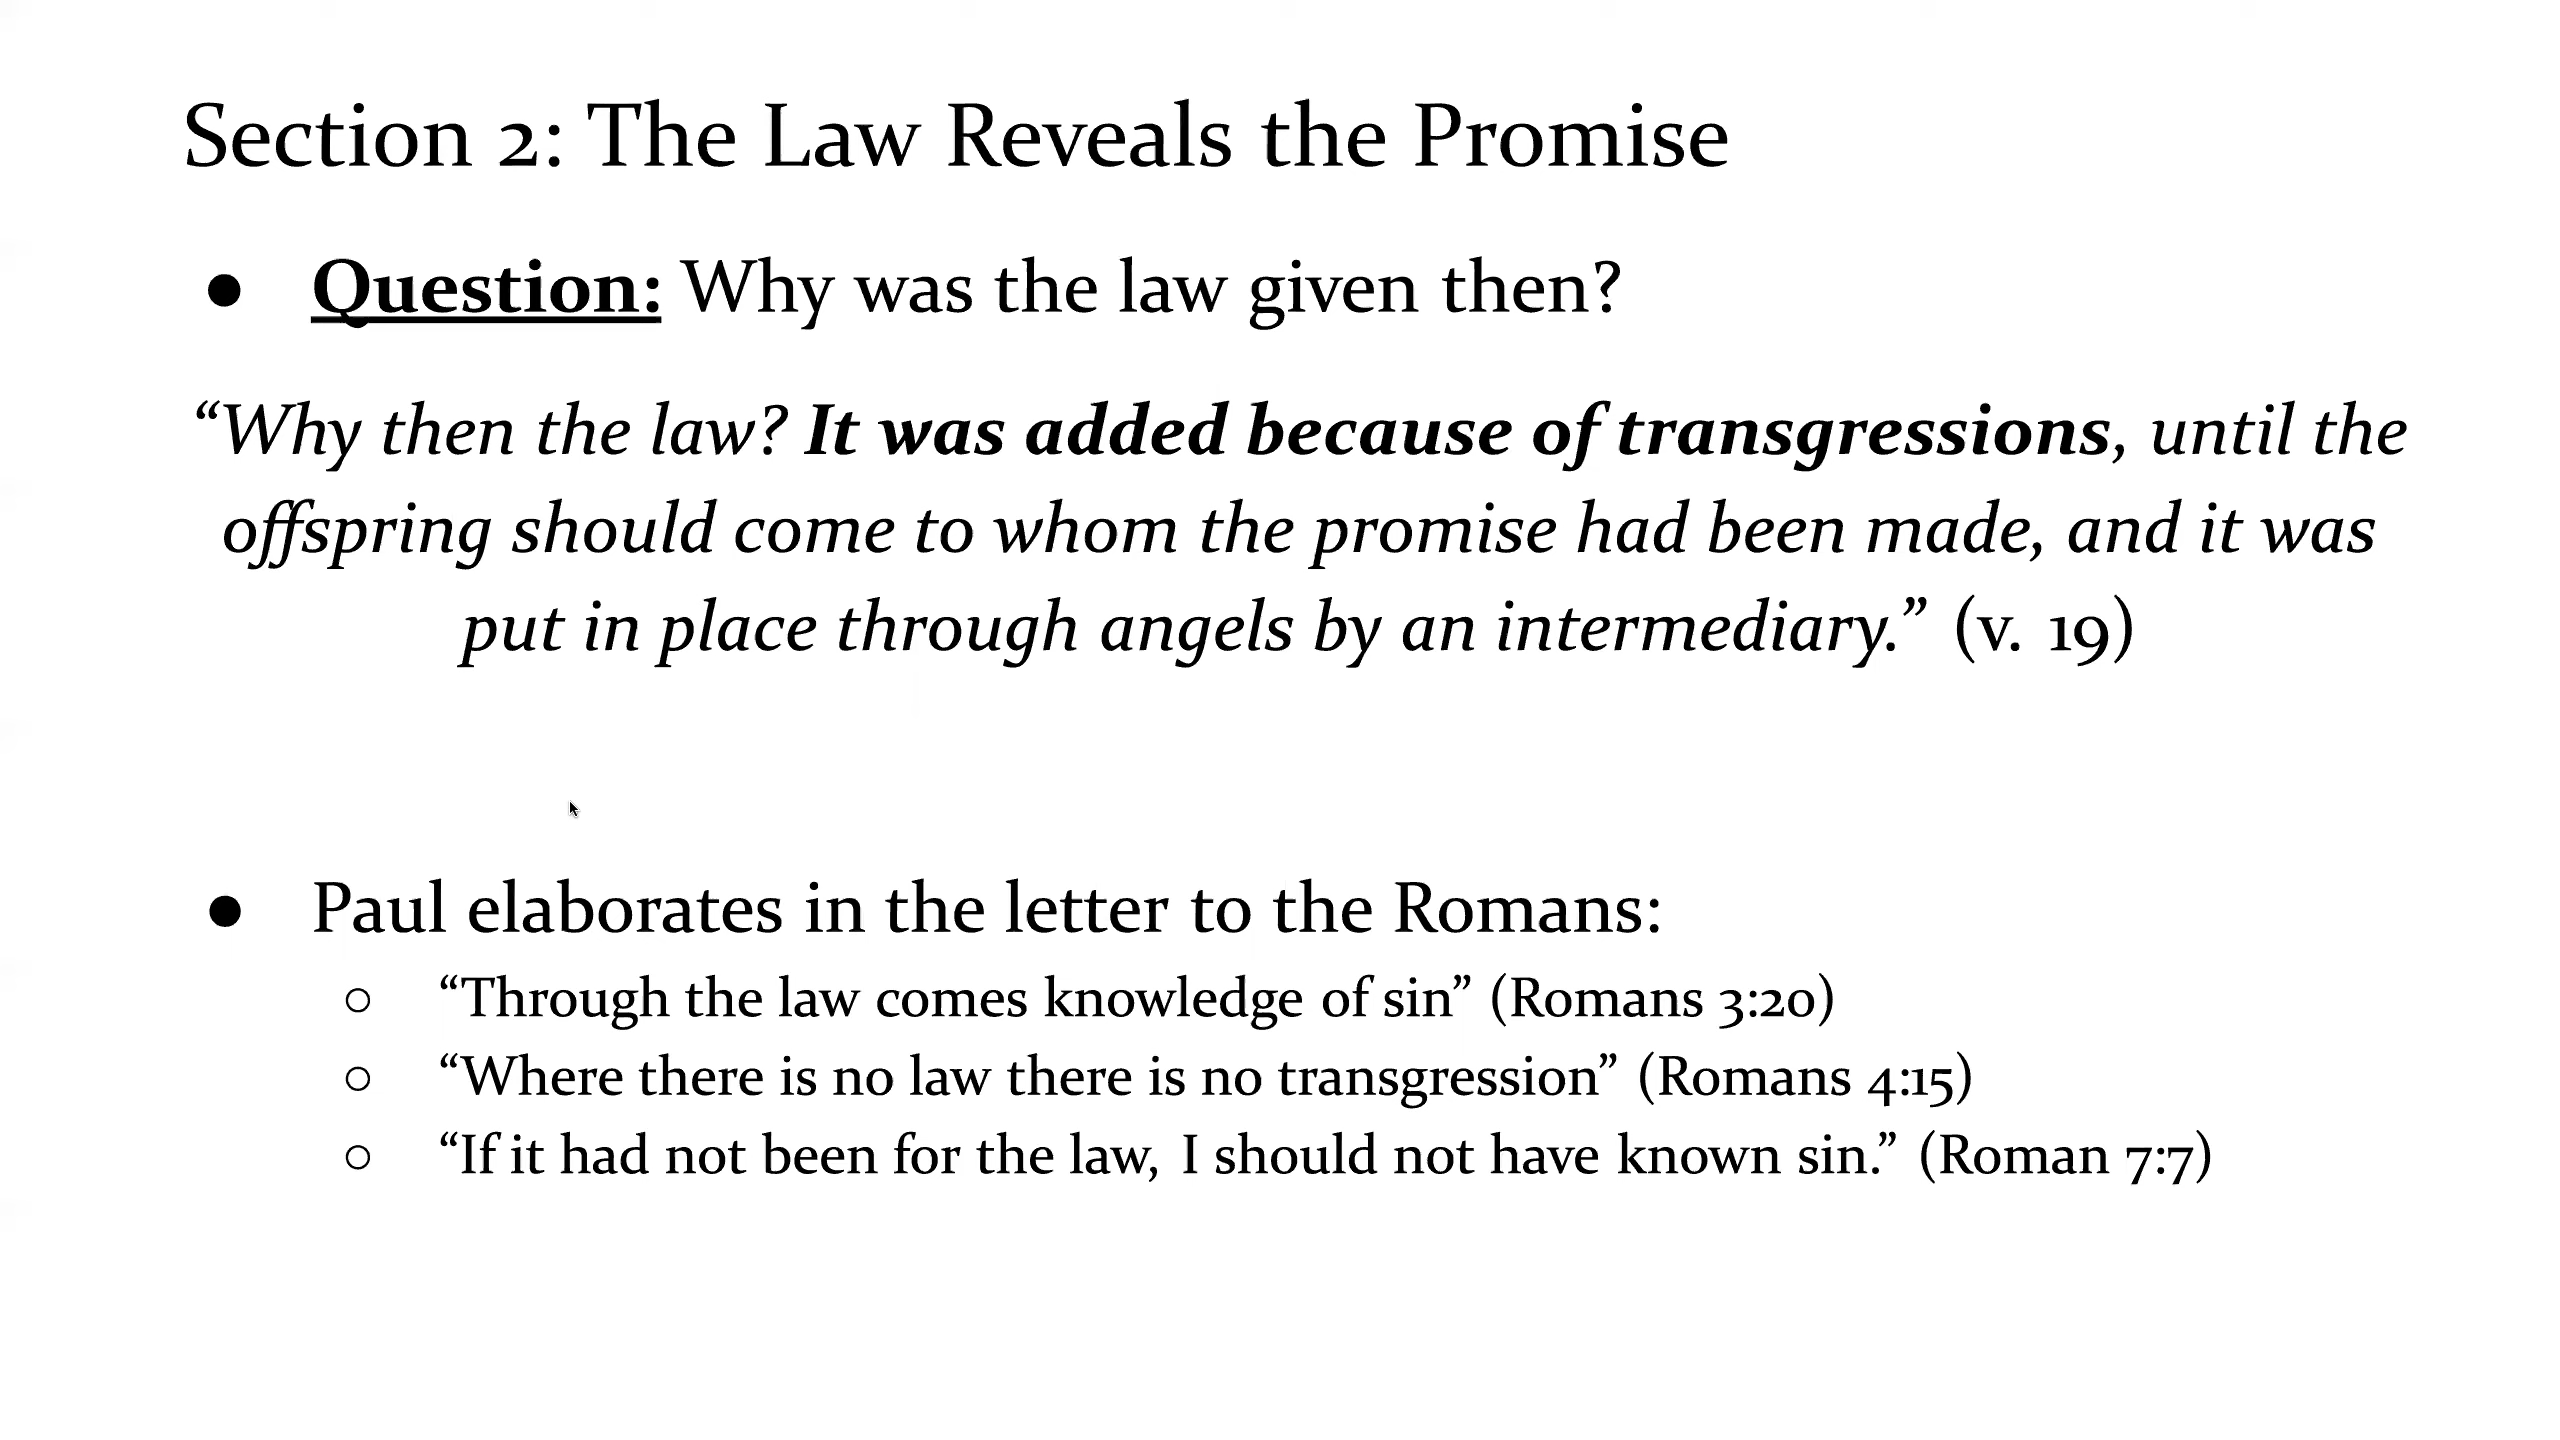 Section 2: The Law Reveals the Promise
● Question: Why was the law given then?
“Why then the law? It was added because of transgressions, until the
offspring should come to whom the promise had been made, and it was
put in place through angels by an intermediary.” (v. 19)
● Paul elaborates in the letter to the Romans:
○ “Through the law comes knowledge of sin” (Romans 3:20)
○ “Where there is no law there is no transgression” (Romans 4:15)
○ “If it had not been for the law, I should not have known sin.” (Roman 7:7)